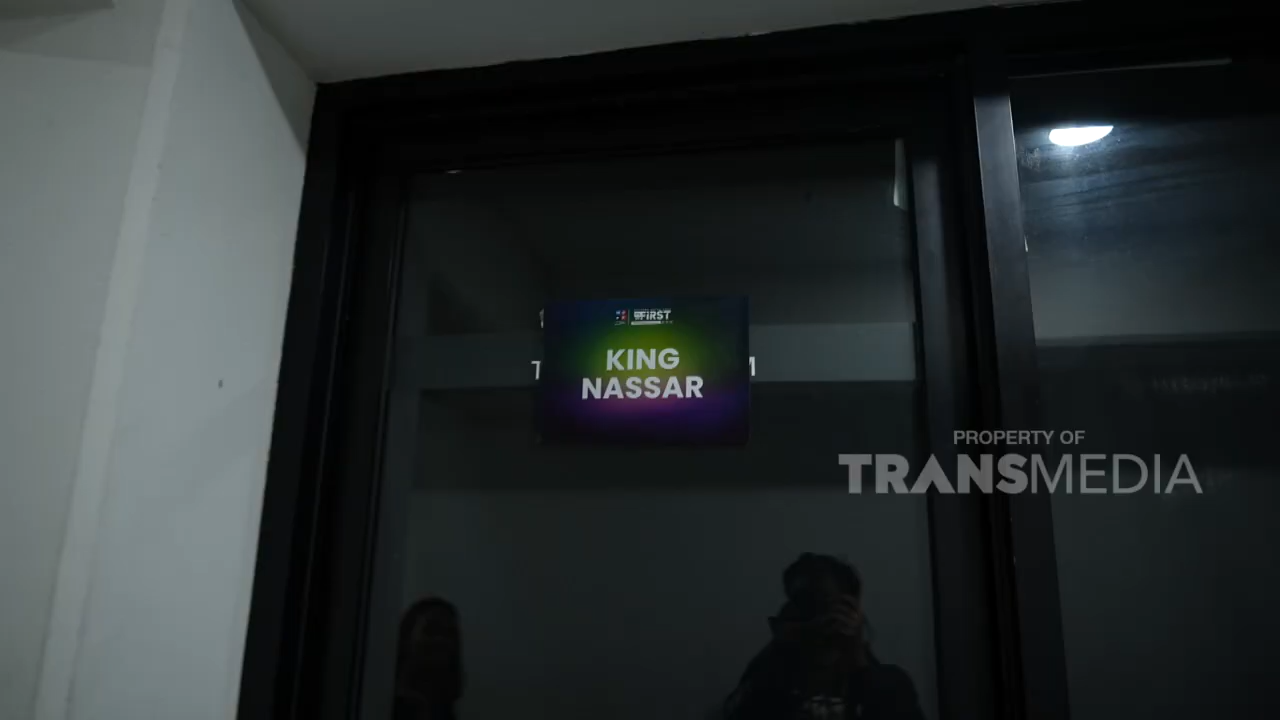 FIRST
KING
NASSAR
PROPERTY OF
TRANSMEDIA